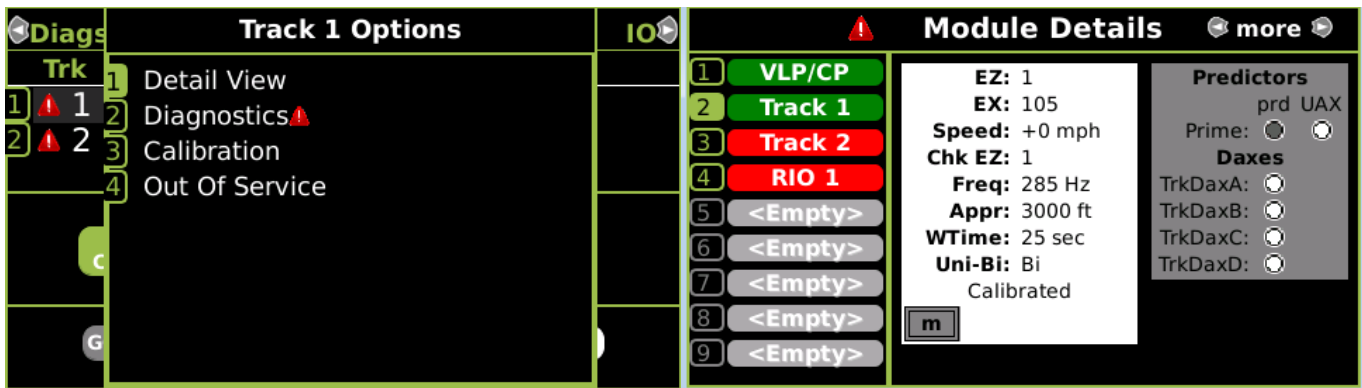 Diags
Track 1 Options
IO
Trk
1 1
2 2
1 Detail View
2 Diagnostics
3 Calibration
4 Out Of Service
C
G
Module Details
more
1 VLP/CP
2 Track 1
3 Track 2
4 RIO 1
5 <Empty>
6 <Empty>
7 <Empty>
8 <Empty>
9 <Empty>
EZ: 1
EX: 105
Speed: +0 mph
Chk EZ: 1
Freq: 285 Hz
Appr: 3000 ft
WTime: 25 sec
Uni-Bi: Bi
Calibrated
m
Predictors
prd UAX
Prime:
Daxes
TrkDaxA:
TrkDaxB:
TrkDaxC:
TrkDaxD: